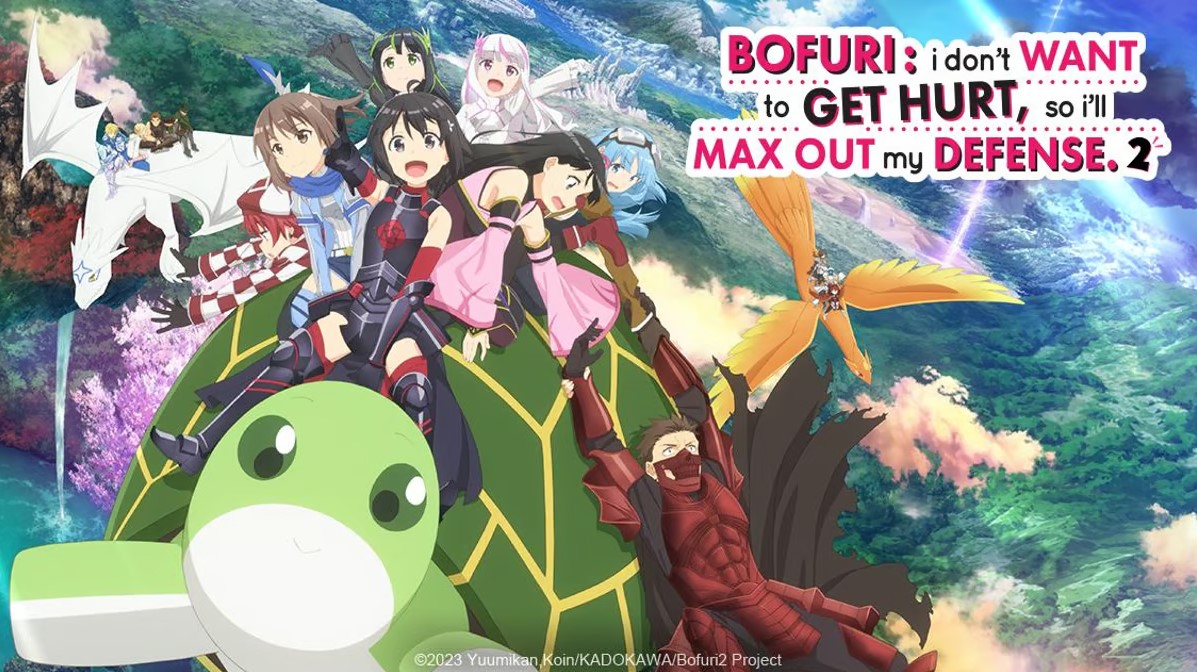 BOFURI: i don't WANT
to GET HURT, so i'll
MAX OUT my DEFENSE. 2
©2023 Yuumikan,Koin/KADOKAWA/Bofuri2 Project